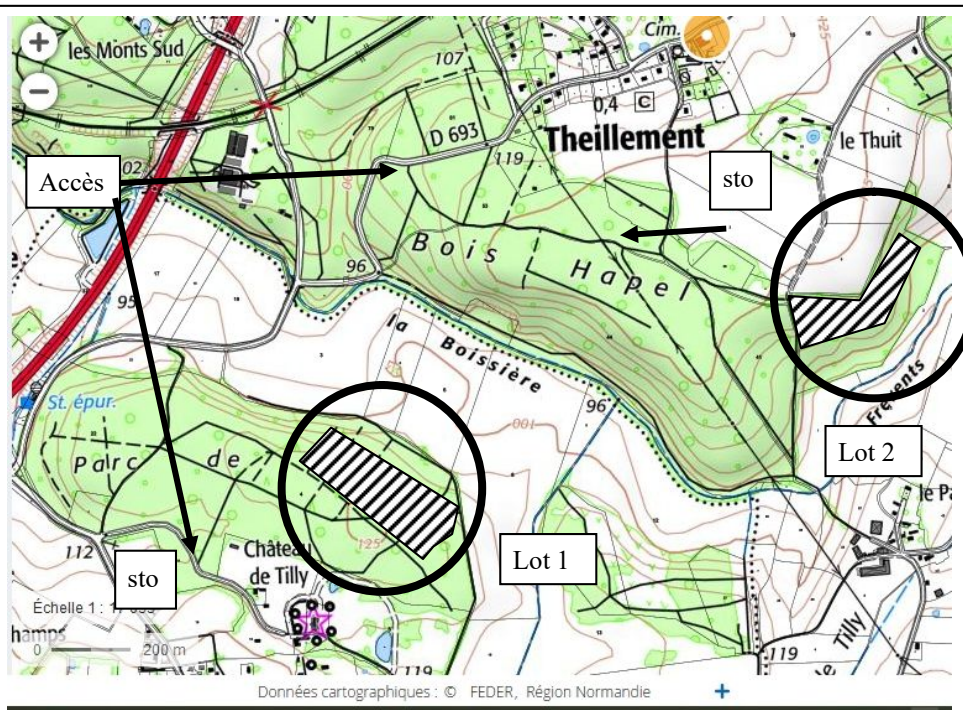 les Monts Sud
Cim.
107
0,4 C
D 693
Theillement
119
le Thuit
Accès
sto
Bois Hapel
96
95
la Boissière
96
100
St. épur.
Parc de
Lot 2
Lot 1
125
112
sto
Château de Tilly
Échelle 1 :
0 200 m
119
119
Tilly
Données cartographiques : © FEDER, Région Normandie